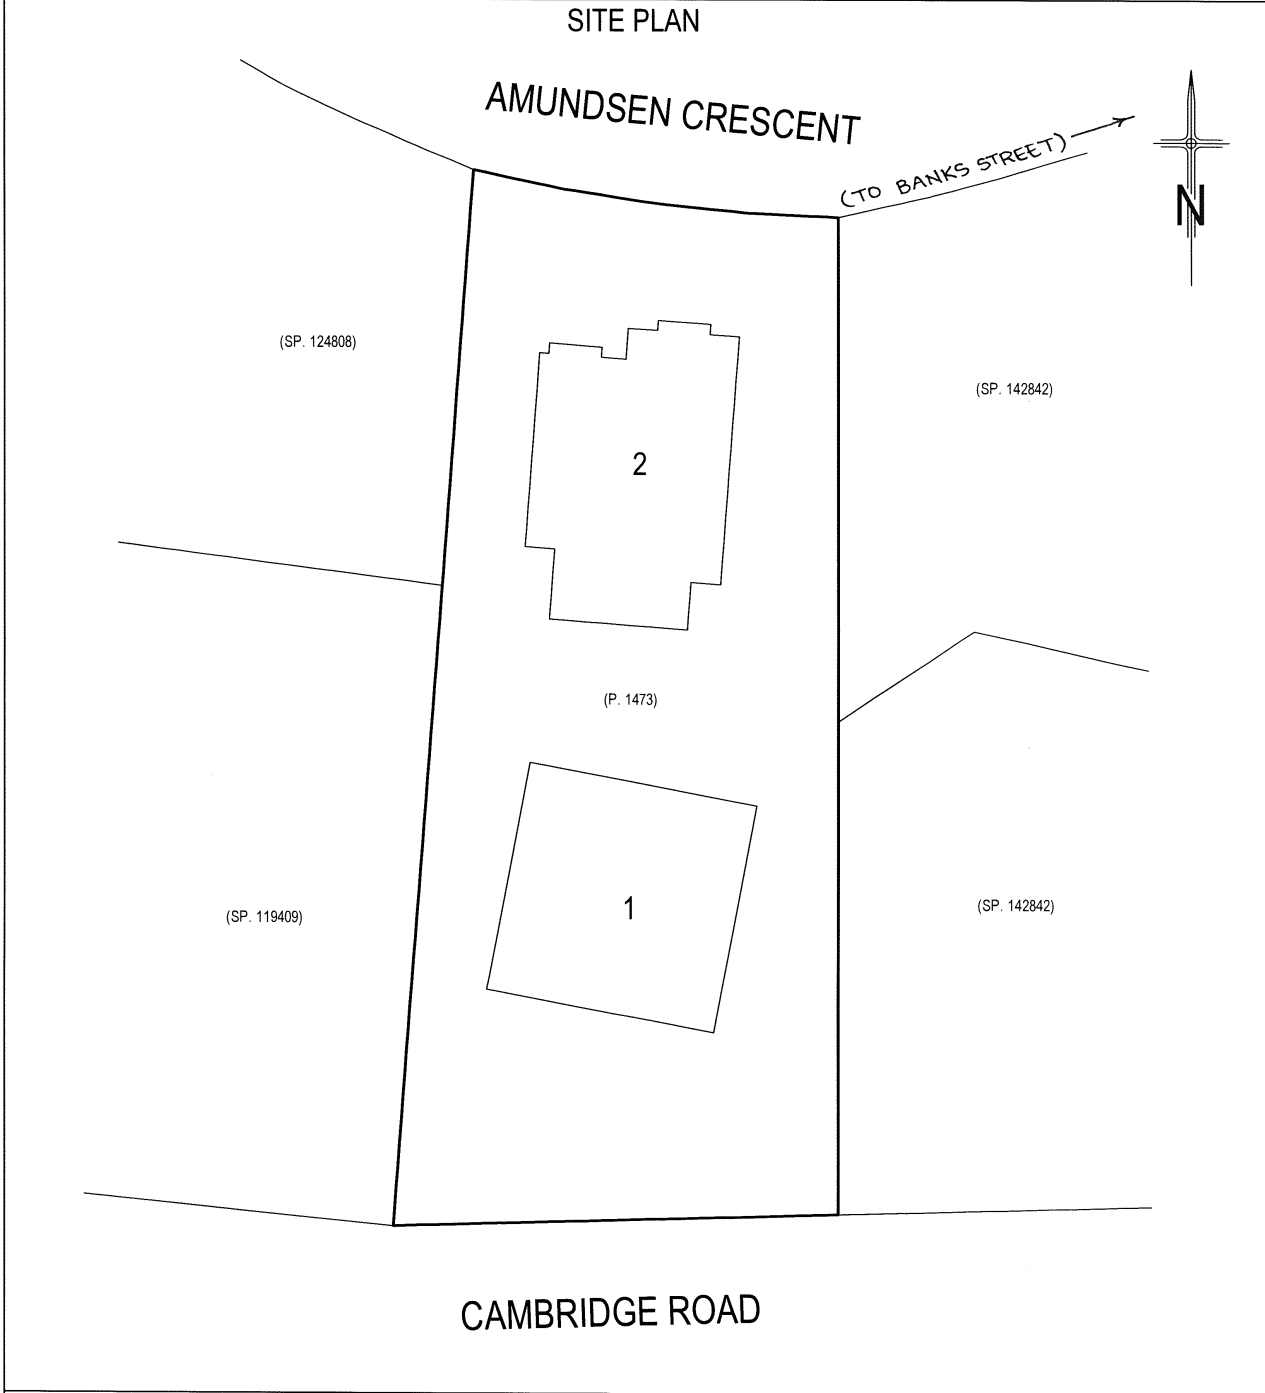 SITE PLAN
AMUNDSEN CRESCENT
(TO BANKS STREET)
N
(SP. 124808)
(SP. 142842)
2
(P. 1473)
1
(SP. 119409)
(SP. 142842)
CAMBRIDGE ROAD